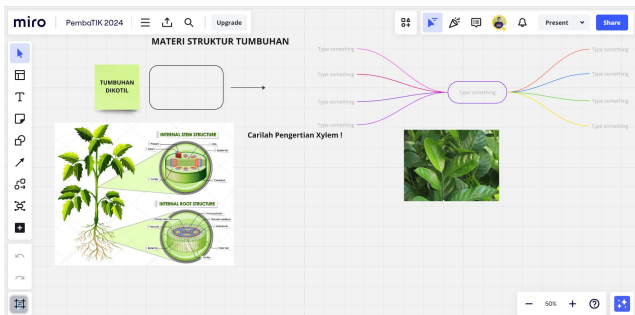 miro
PembaTIK 2024
Upgrade
Present
Share
MATERI STRUKTUR TUMBUHAN
TUMBUHAN
DIKOTIL
Type something
Type something
Type something
Type something
Type something
Type something
Type something
Type something
Type something
Carilah Pengertian Xylem !
INTERNAL STEM STRUCTURE
INTERNAL ROOT STRUCTURE
50%